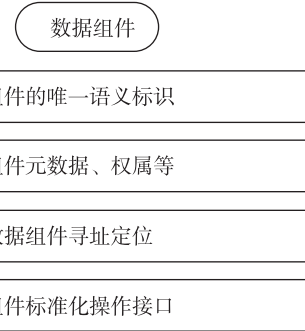 数据组件
件的唯一语义标识
件元数据、权属等
据组件寻址定位
件标准化操作接口